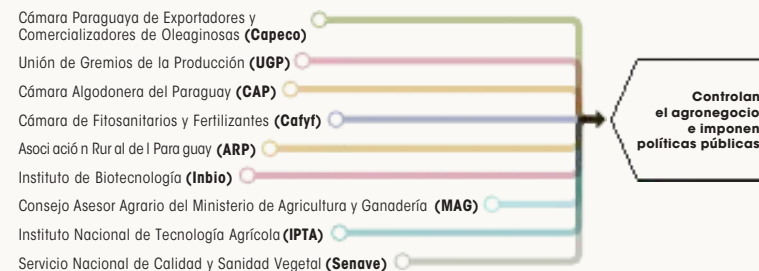 Cámara Paraguaya de Exportadores y
Comercializadores de Oleaginosas (Capeco)
Unión de Gremios de la Producción (UGP)
Cámara Algodonera del Paraguay (CAP)
Cámara de Fitosanitarios y Fertilizantes (Cafyf)
Asoci ació n Rur al de l Para guay (ARP)
Instituto de Biotecnología (Inbio)
Consejo Asesor Agrario del Ministerio de Agricultura y Ganadería (MAG)
Instituto Nacional de Tecnología Agrícola (IPTA)
Servicio Nacional de Calidad y Sanidad Vegetal (Senave)
Controlan
el agronegocio
e imponen
políticas públicas